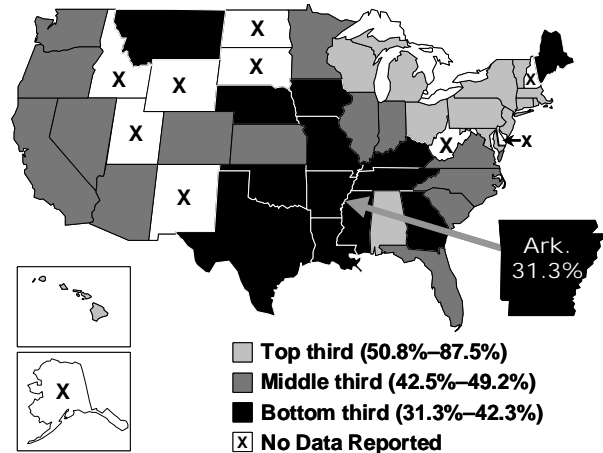 X
X
X
X
X
X
X
X
X
X
Ark.
31.3%
Top third (50.8%–87.5%)
Middle third (42.5%–49.2%)
Bottom third (31.3%–42.3%)
X No Data Reported